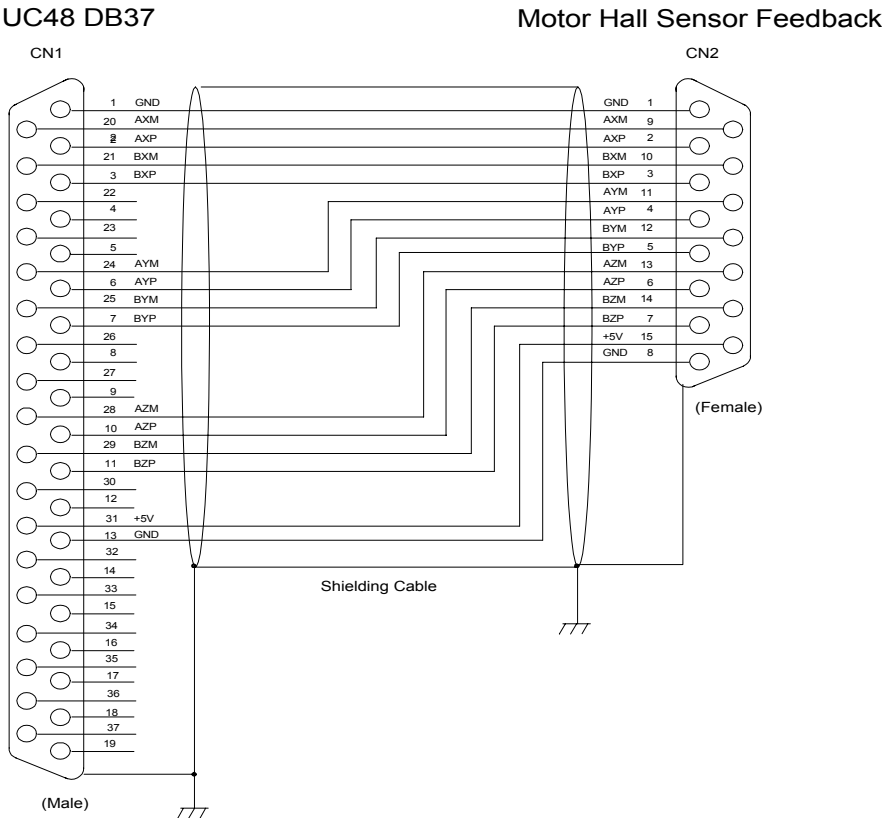 UC48 DB37
Motor Hall Sensor Feedback
CN1
CN2
1 GND
20 AXM
2 AXP
21 BXM
3 BXP
22
4
23
5
24 AYM
6 AYP
25 BYM
7 BYP
26
8
27
9
28 AZM
10 AZP
29 BZM
11 BZP
30
12
31 +5V
13 GND
32
14
33
15
34
16
35
17
36
18
37
19
(Male)
GND 1
AXM 9
AXP 2
BXM 10
BXP 3
AYM 11
AYP 4
BYM 12
BYP 5
AZM 13
AZP 6
BZM 14
BZP 7
+5V 15
GND 8
(Female)
Shielding Cable